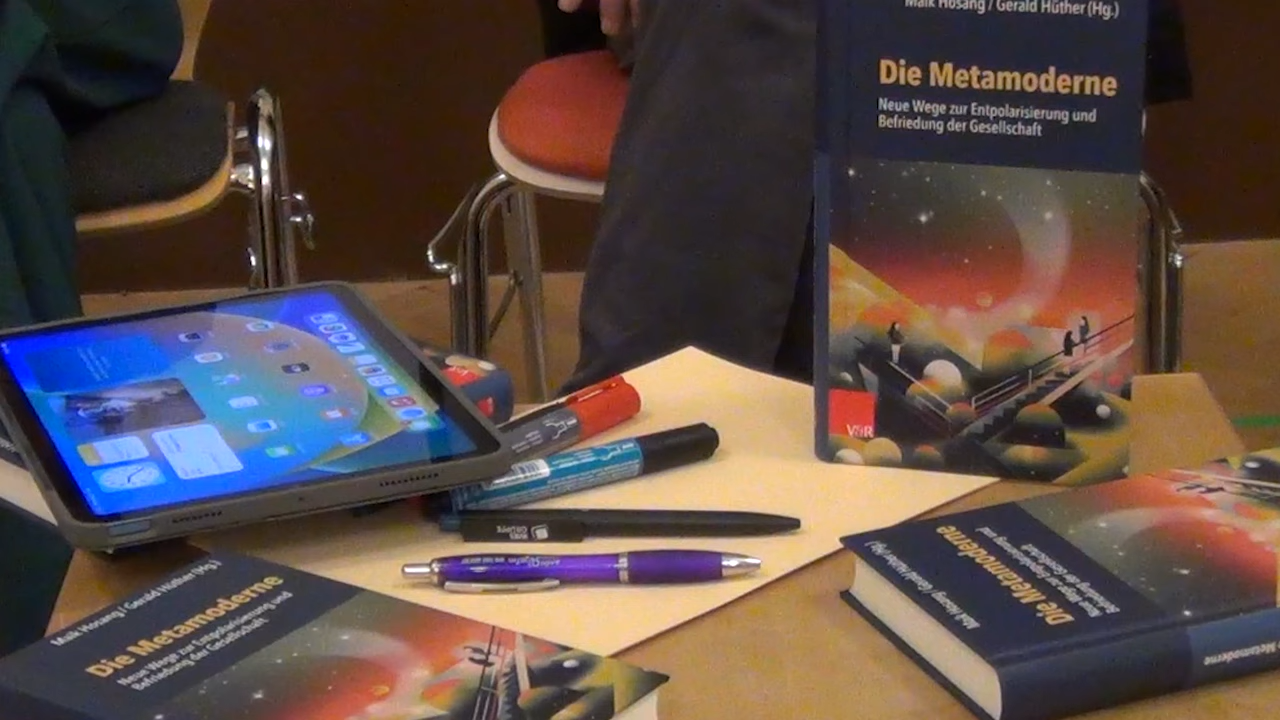 Maik Hosang / Gerald Hüther (Hg.)
Die Metamoderne
Neue Wege zur Entpolarisierung und
Befriedung der Gesellschaft
V&R
Maik Hosang / Gerald Hüther (Hg.)
Die Metamoderne
Neue Wege zur Entpolarisierung und
Befriedung der Gesellschaft
Maik Hosang / Gerald Hüther (Hg.)
Die Metamoderne
Neue Wege zur Entpolarisierung und
Befriedung der Gesellschaft
Metamoderne